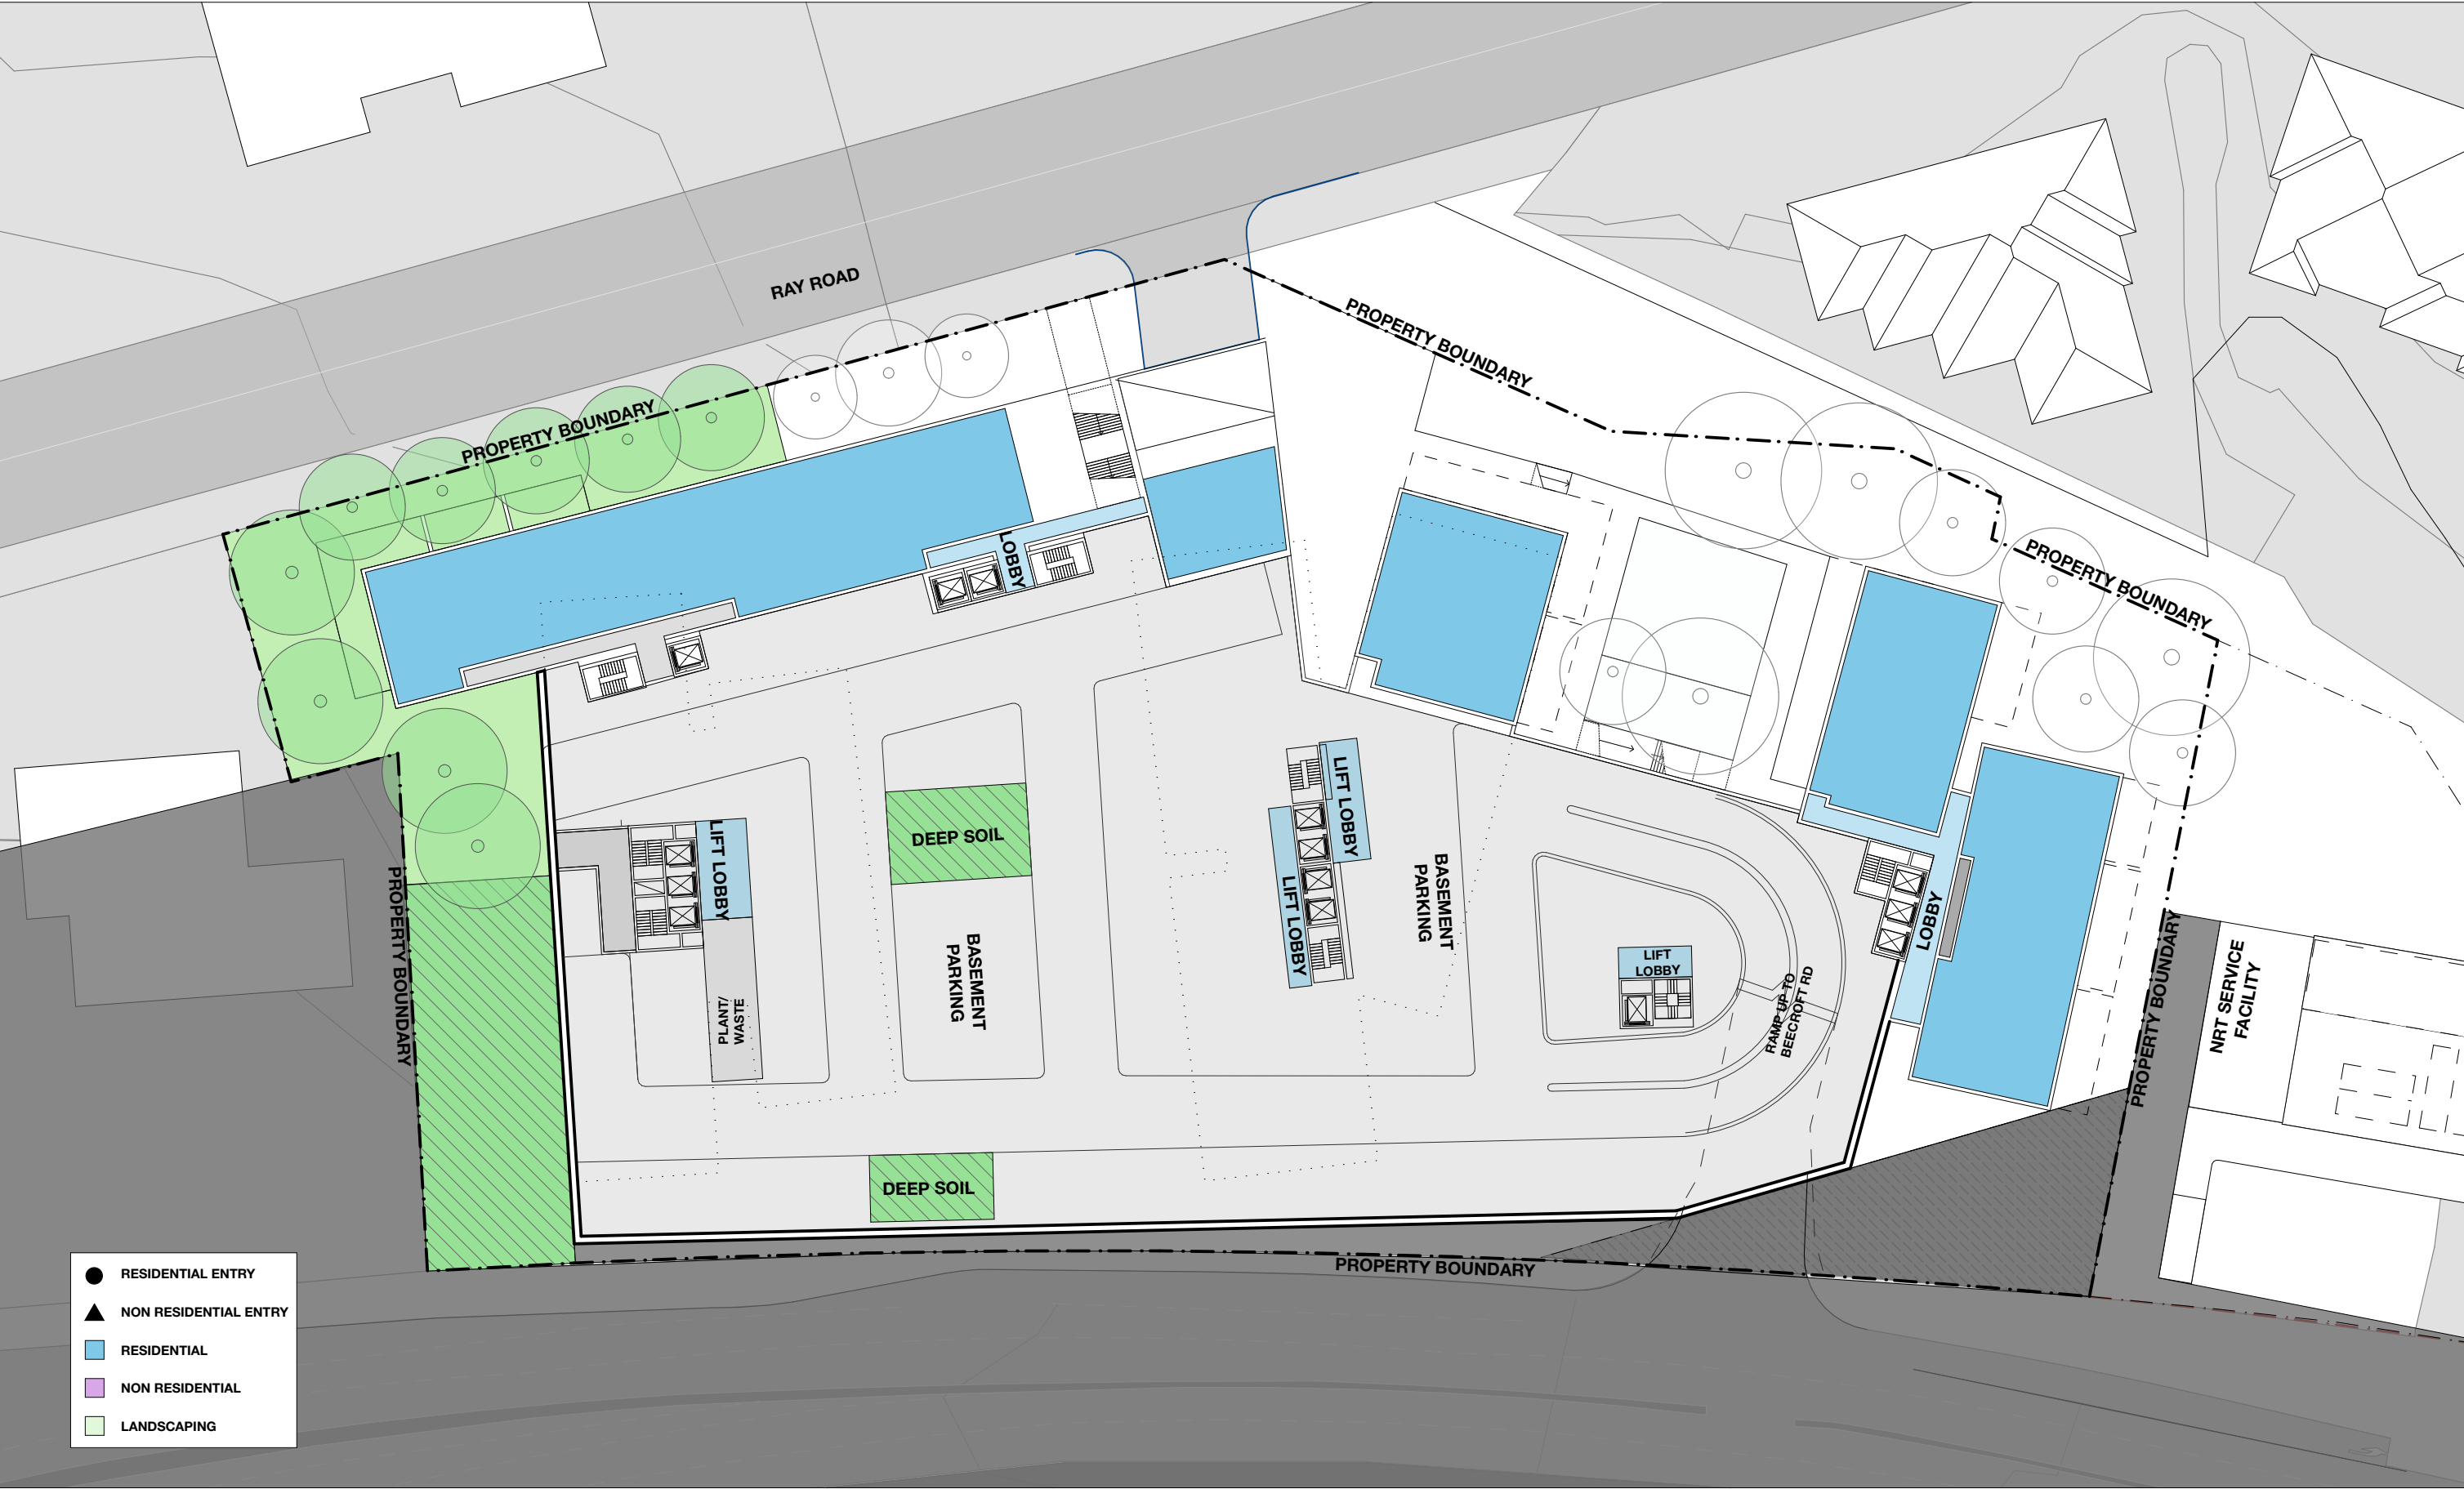 RAY ROAD
PROPERTY BOUNDARY
PROPERTY BOUNDARY
PROPERTY BOUNDARY
LOBBY
LIFT LOBBY
DEEP SOIL
LIFT LOBBY
LIFT LOBBY
BASEMENT
PARKING
BASEMENT
PARKING
PLANT/
WASTE
LIFT
LOBBY
RAMP UP TO
BEECROFT RD
LOBBY
PROPERTY BOUNDARY
PROPERTY BOUNDARY
NRT SERVICE
FACILITY
DEEP SOIL
PROPERTY BOUNDARY
RESIDENTIAL ENTRY
NON RESIDENTIAL ENTRY
RESIDENTIAL
NON RESIDENTIAL
LANDSCAPING